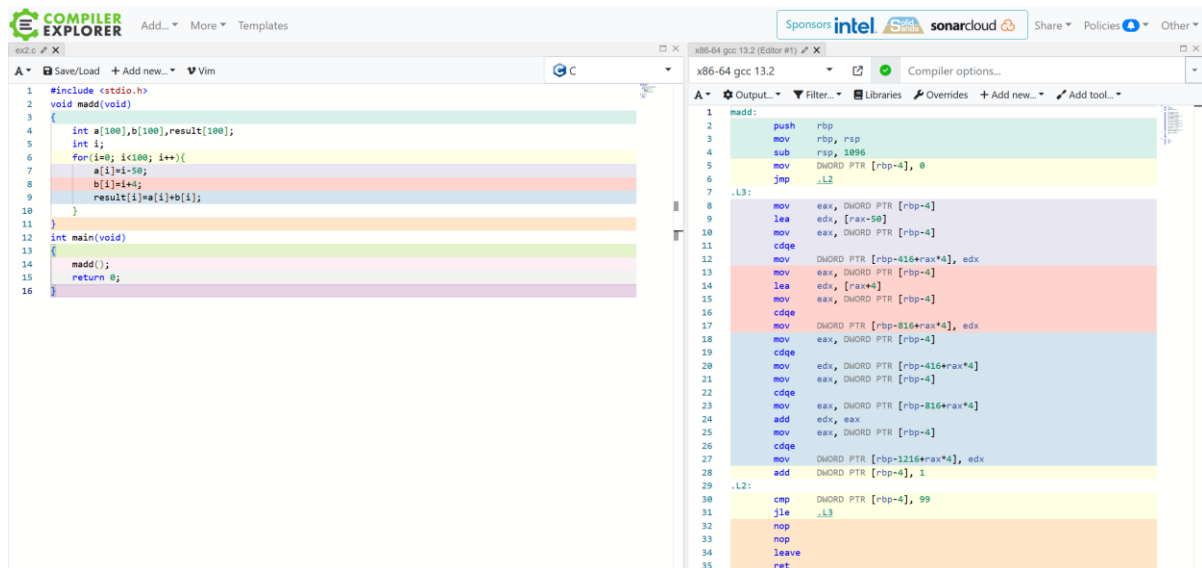 COMPILER EXPLORER Add... More Templates Sponsors intel. Solid Sands sonarcloud Share Policies Other
ex2.c
A Save/Load + Add new... Vim C
1 #include <stdio.h>
2 void madd(void)
3 {
4 int a[100],b[100],result[100];
5 int i;
6 for(i=0; i<100; i++){
7 a[i]=i-50;
8 b[i]=i+4;
9 result[i]=a[i]+b[i];
10 }
11 }
12 int main(void)
13 {
14 madd();
15 return 0;
16 }
x86-64 gcc 13.2 (Editor #1)
x86-64 gcc 13.2 Compiler options...
A Output... Filter... Libraries Overrides + Add new... Add tool...
1 madd:
2 push rbp
3 mov rbp, rsp
4 sub rsp, 1096
5 mov DWORD PTR [rbp-4], 0
6 jmp .L2
7 .L3:
8 mov eax, DWORD PTR [rbp-4]
9 lea edx, [rax-50]
10 mov eax, DWORD PTR [rbp-4]
11 cdqe
12 mov DWORD PTR [rbp-416+rax*4], edx
13 mov eax, DWORD PTR [rbp-4]
14 lea edx, [rax+4]
15 mov eax, DWORD PTR [rbp-4]
16 cdqe
17 mov DWORD PTR [rbp-816+rax*4], edx
18 mov eax, DWORD PTR [rbp-4]
19 cdqe
20 mov edx, DWORD PTR [rbp-416+rax*4]
21 mov eax, DWORD PTR [rbp-4]
22 cdqe
23 mov eax, DWORD PTR [rbp-816+rax*4]
24 add edx, eax
25 mov eax, DWORD PTR [rbp-4]
26 cdqe
27 mov DWORD PTR [rbp-1216+rax*4], edx
28 add DWORD PTR [rbp-4], 1
29 .L2:
30 cmp DWORD PTR [rbp-4], 99
31 jle .L3
32 nop
33 nop
34 leave
35 ret